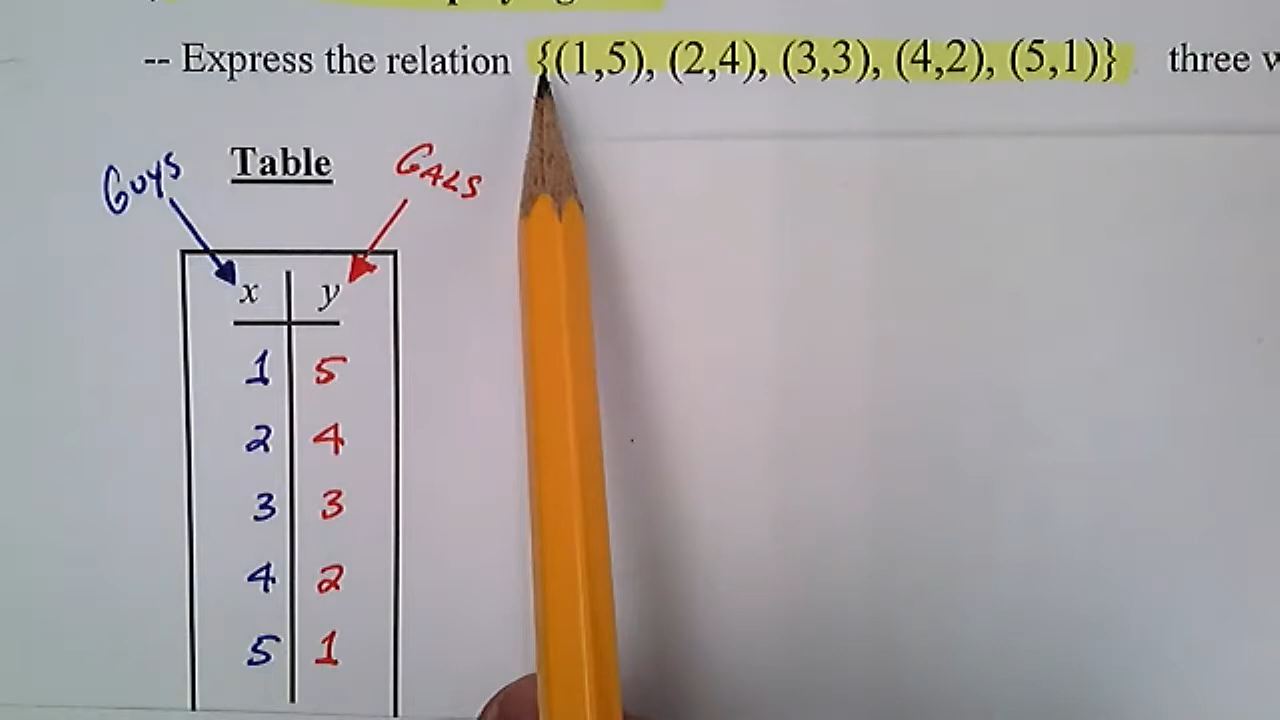 -- Express the relation {(1,5), (2,4), (3,3), (4,2), (5,1)} three
GUYS Table GALS
x y
1 5
2 4
3 3
4 2
5 1